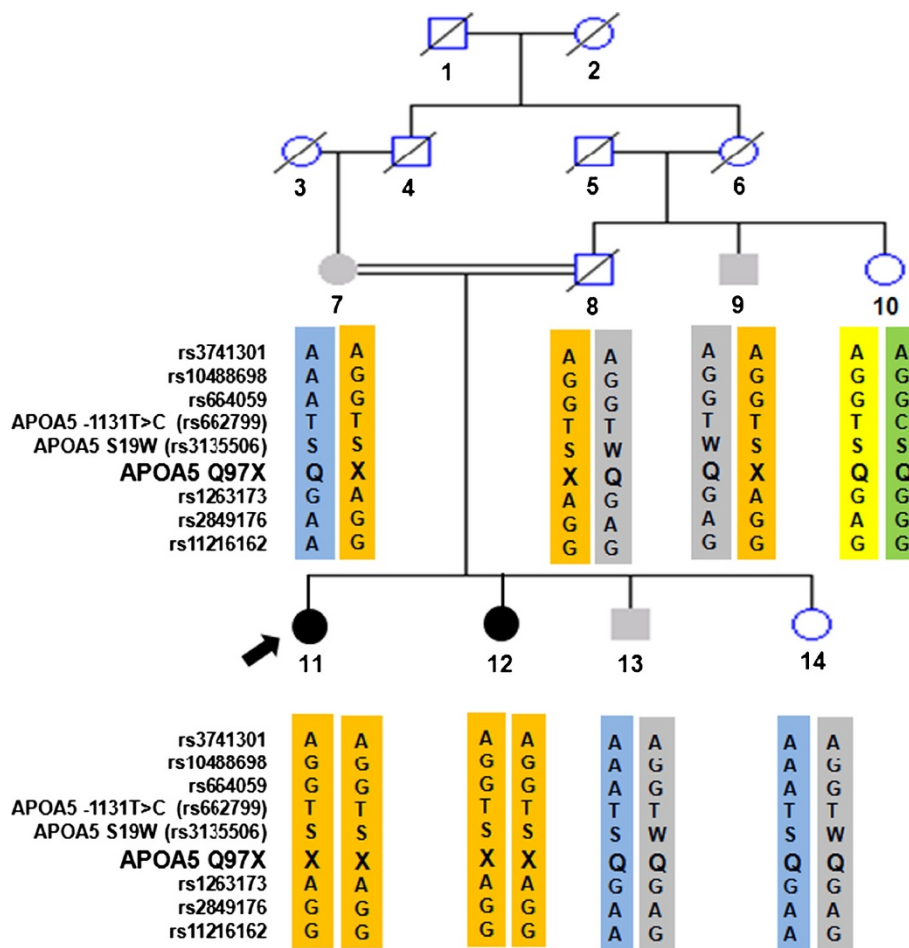 1 2
3 4 5 6
7 8 9 10
rs3741301 A A A A A A A A
rs10488698 A G G G G G G G
rs664059 A G G G G G G G
APOA5 -1131T>C (rs662799) T T T T T T T C
APOA5 S19W (rs3135506) S S S W W S S S
APOA5 Q97X Q X X Q Q X Q Q
rs1263173 G A A G G A G G
rs2849176 A G G A A G A G
rs11216162 A G G G G G G G
11 12 13 14
rs3741301 A A A A A A A A
rs10488698 G G G G A G A G
rs664059 G G G G A G A G
APOA5 -1131T>C (rs662799) T T T T T T T T
APOA5 S19W (rs3135506) S S S S S W S W
APOA5 Q97X X X X X Q Q Q Q
rs1263173 A A A A G G G G
rs2849176 G G G G A A A A
rs11216162 G G G G A G A G